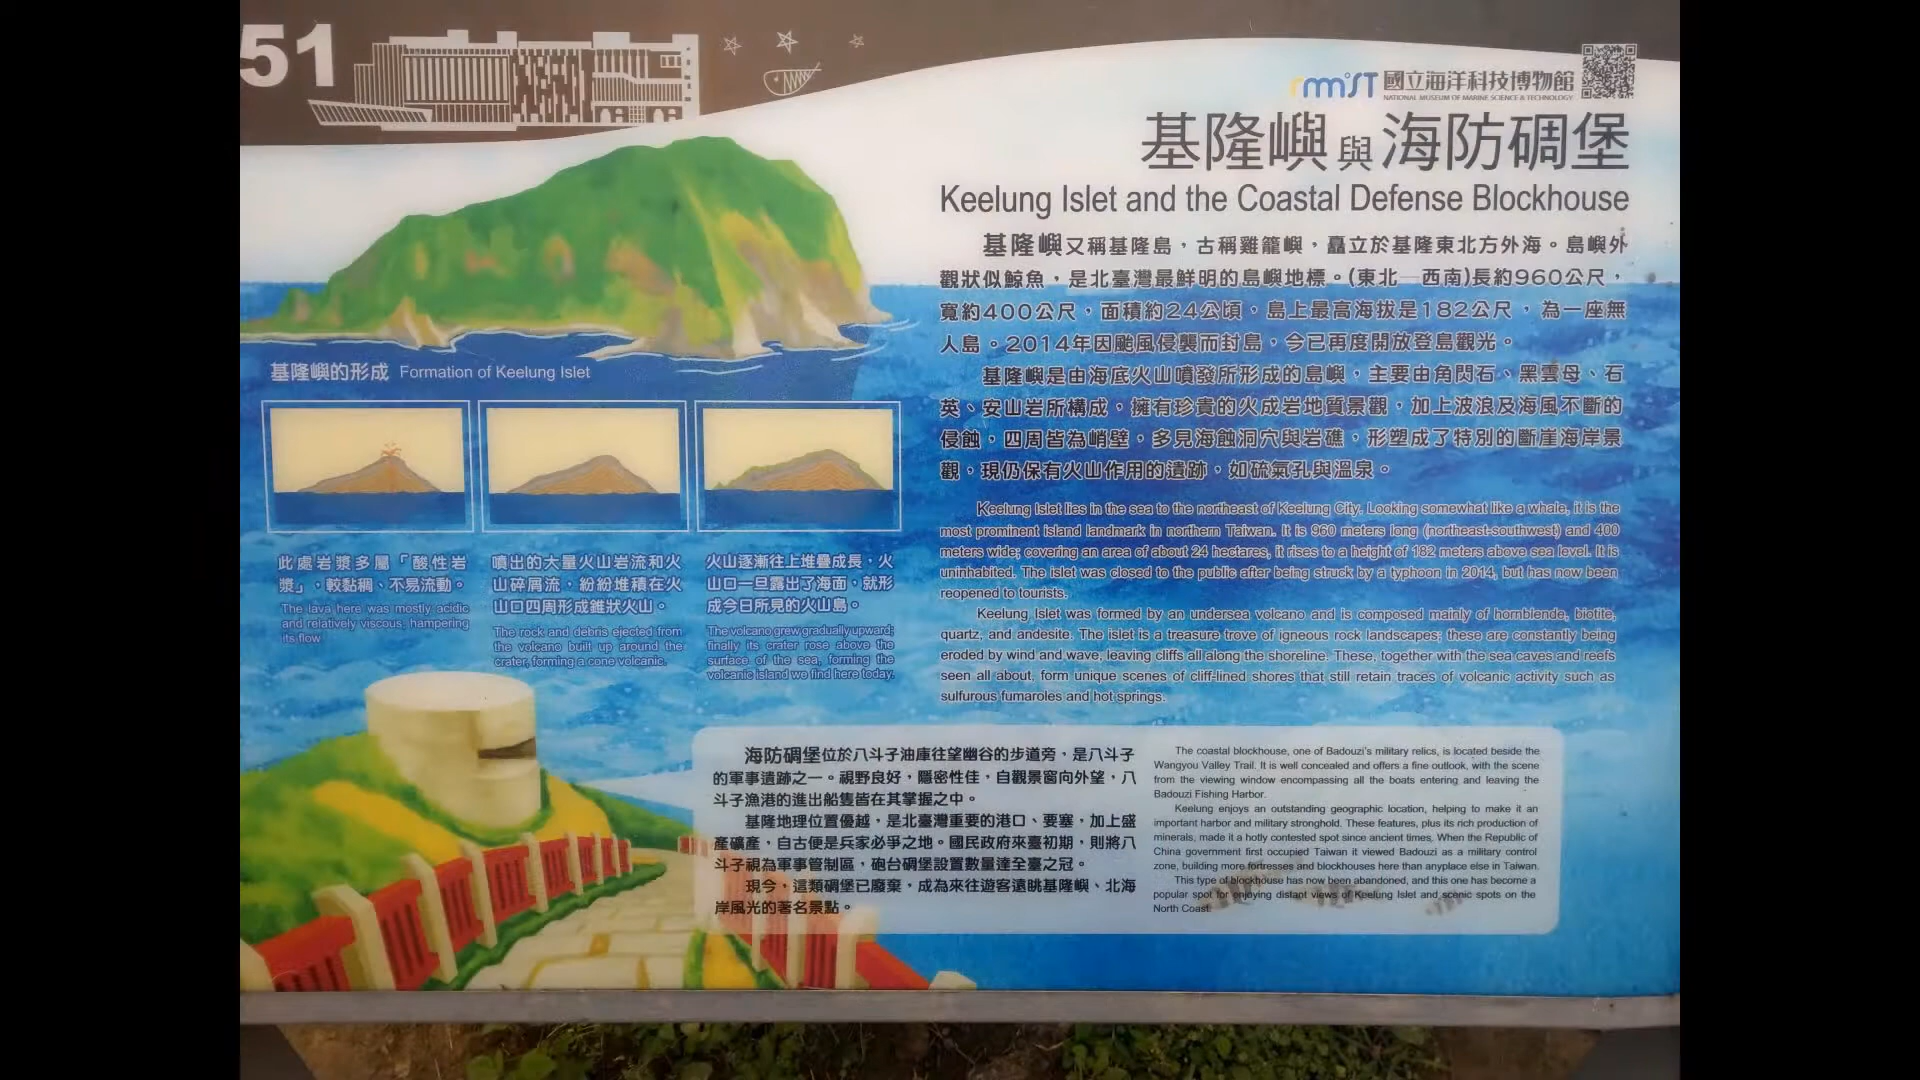 51
rmmiST 國立海洋科技博物館
NATIONAL MUSEUM OF MARINE SCIENCE & TECHNOLOGY
基隆嶼與海防碉堡
Keelung Islet and the Coastal Defense Blockhouse
基隆嶼又稱基隆島，古稱雞籠嶼，矗立於基隆東北方外海。島嶼外
觀狀似鯨魚，是北臺灣最鮮明的島嶼地標。(東北─西南)長約960公尺，
寬約400公尺，面積約24公頃，島上最高海拔是182公尺，為一座無
人島。2014年因颱風侵襲而封島，今已再度開放登島觀光。
基隆嶼是由海底火山噴發所形成的島嶼，主要由角閃石、黑雲母、石
英、安山岩所構成，擁有珍貴的火成岩地質景觀，加上波浪及海風不斷的
侵蝕，四周皆為峭壁，多見海蝕洞穴與岩礁，形塑成了特別的斷崖海岸景
觀，現仍保有火山作用的遺跡，如硫氣孔與溫泉。
Keelung Islet lies in the sea to the northeast of Keelung City. Looking somewhat like a whale, it is the
most prominent island landmark in northern Taiwan. It is 960 meters long (northeast-southwest) and 400
meters wide; covering an area of about 24 hectares, it rises to a height of 182 meters above sea level. It is
uninhabited. The islet was closed to the public after being struck by a typhoon in 2014, but has now been
reopened to tourists.
Keelung Islet was formed by an undersea volcano and is composed mainly of hornblende, biotite,
quartz, and andesite. The islet is a treasure trove of igneous rock landscapes; these are constantly being
eroded by wind and wave, leaving cliffs all along the shoreline. These, together with the sea caves and reefs
seen all about, form unique scenes of cliff-lined shores that still retain traces of volcanic activity such as
sulfurous fumaroles and hot springs.
基隆嶼的形成 Formation of Keelung Islet
此處岩漿多屬「酸性岩
漿」，較黏稠、不易流動。
The lava here was mostly acidic
and relatively viscous, hampering
its flow.
噴出的大量火山岩流和火
山碎屑流，紛紛堆積在火
山口四周形成錐狀火山。
The rock and debris ejected from
the volcano built up around the
crater, forming a cone volcanic.
火山逐漸往上堆疊成長，火
山口一旦露出了海面，就形
成今日所見的火山島。
The volcano grew gradually upward;
finally its crater rose above the
surface of the sea, forming the
volcanic island we find here today.
海防碉堡位於八斗子油庫往望幽谷的步道旁，是八斗子
的軍事遺跡之一。視野良好，隱密性佳，自觀景窗向外望，八
斗子漁港的進出船隻皆在其掌握之中。
基隆地理位置優越，是北臺灣重要的港口、要塞，加上盛
產礦產，自古便是兵家必爭之地。國民政府來臺初期，則將八
斗子視為軍事管制區，砲台碉堡設置數量達全臺之冠。
現今，這類碉堡已廢棄，成為來往遊客遠眺基隆嶼、北海
岸風光的著名景點。
The coastal blockhouse, one of Badouzi's military relics, is located beside the
Wangyou Valley Trail. It is well concealed and offers a fine outlook, with the scene
from the viewing window encompassing all the boats entering and leaving the
Badouzi Fishing Harbor.
Keelung enjoys an outstanding geographic location, helping to make it an
important harbor and military stronghold. These features, plus its rich production of
minerals, made it a hotly contested spot since ancient times. When the Republic of
China government first occupied Taiwan it viewed Badouzi as a military control
zone, building more fortresses and blockhouses here than anyplace else in Taiwan.
This type of blockhouse has now been abandoned, and this one has become a
popular spot for enjoying distant views of Keelung Islet and scenic spots on the
North Coast.